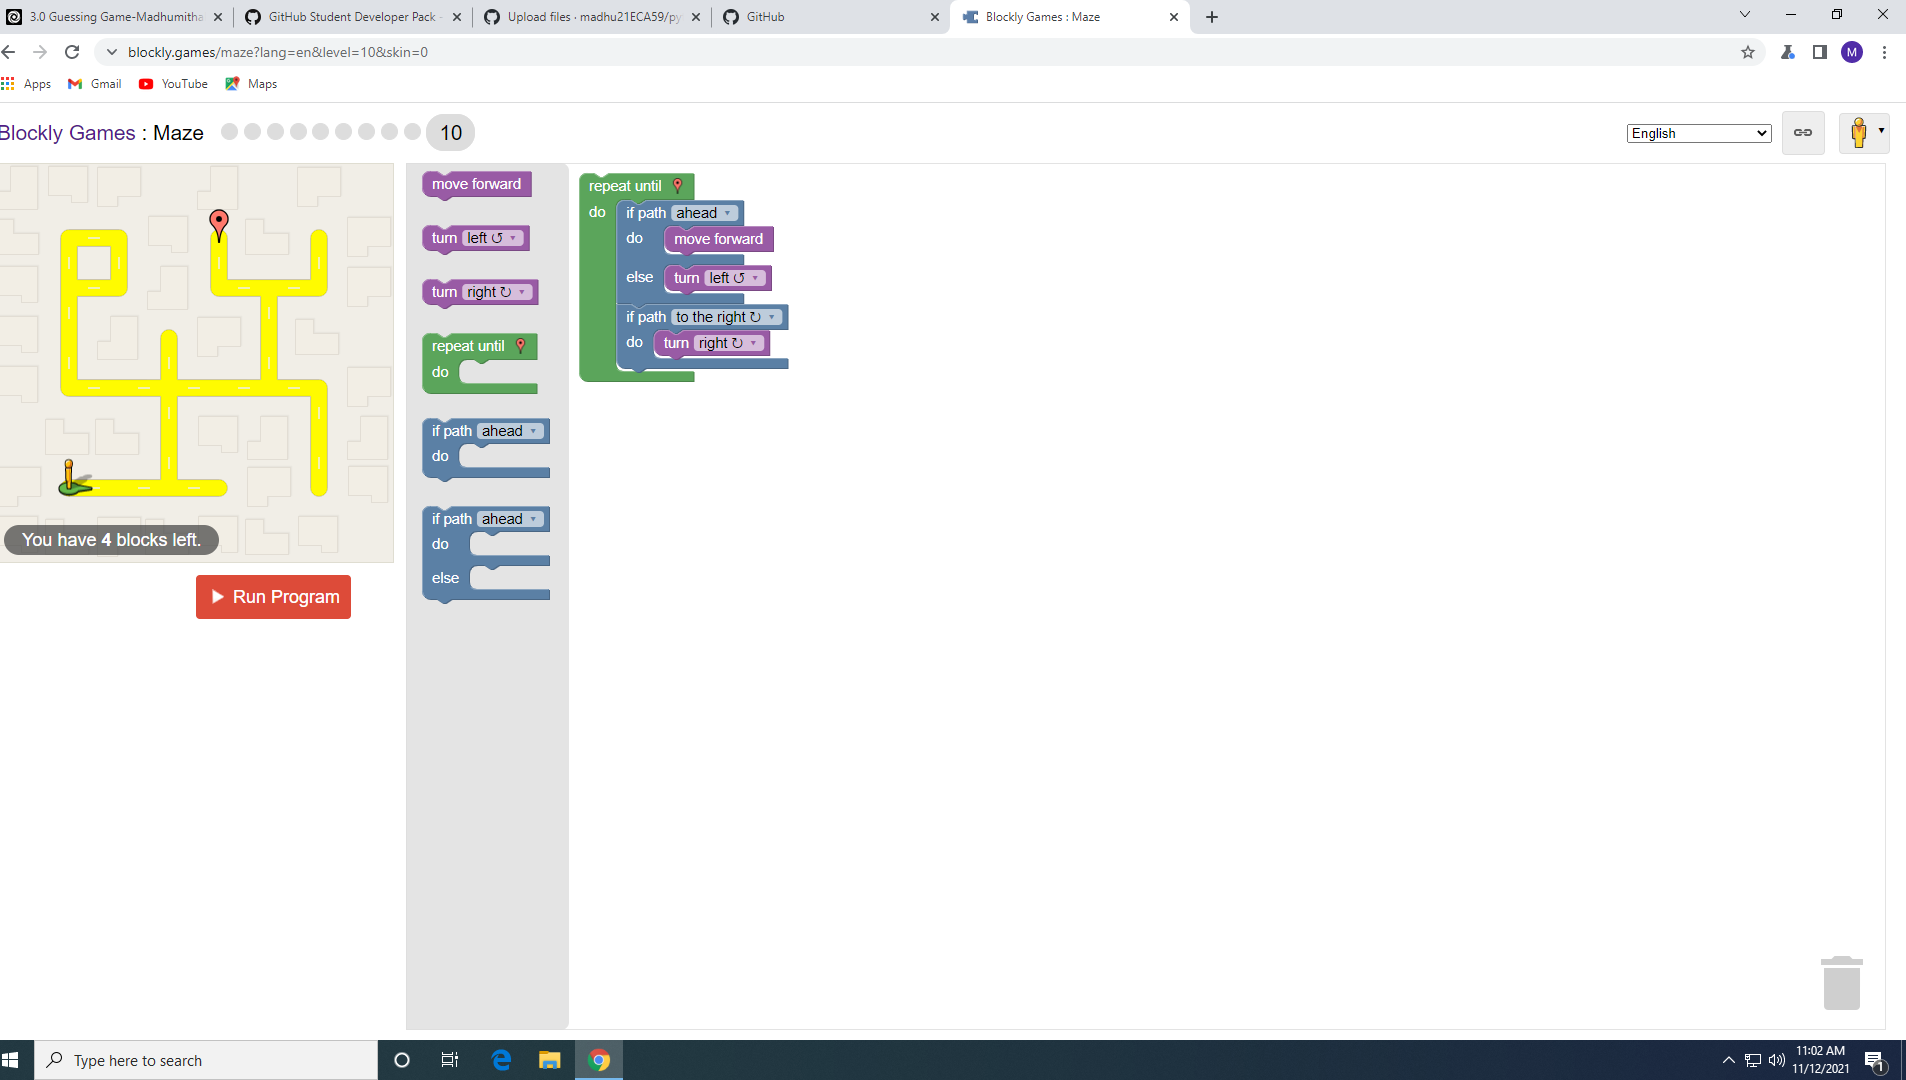 3.0 Guessing Game-Madhumitha
GitHub Student Developer Pack -
Upload files · madhu21ECA59/py
GitHub
Blockly Games : Maze
blockly.games/maze?lang=en&level=10&skin=0
M
Apps
Gmail
YouTube
Maps
Blockly Games : Maze
10
English
move forward
turn left ↺
turn right ↻
repeat until
do
if path ahead
do
if path ahead
do
else
repeat until
do
if path ahead
do
move forward
else
turn left ↺
if path to the right ↻
do
turn right ↻
You have 4 blocks left.
Run Program
Type here to search
11:02 AM
11/12/2021
1